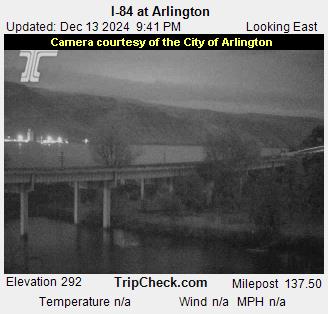 I-84 at Arlington
Updated: Dec 13 2024 9:41 PM Looking East
Camera courtesy of the City of Arlington
Elevation 292 TripCheck.com Milepost 137.50
Temperature n/a Wind n/a MPH n/a